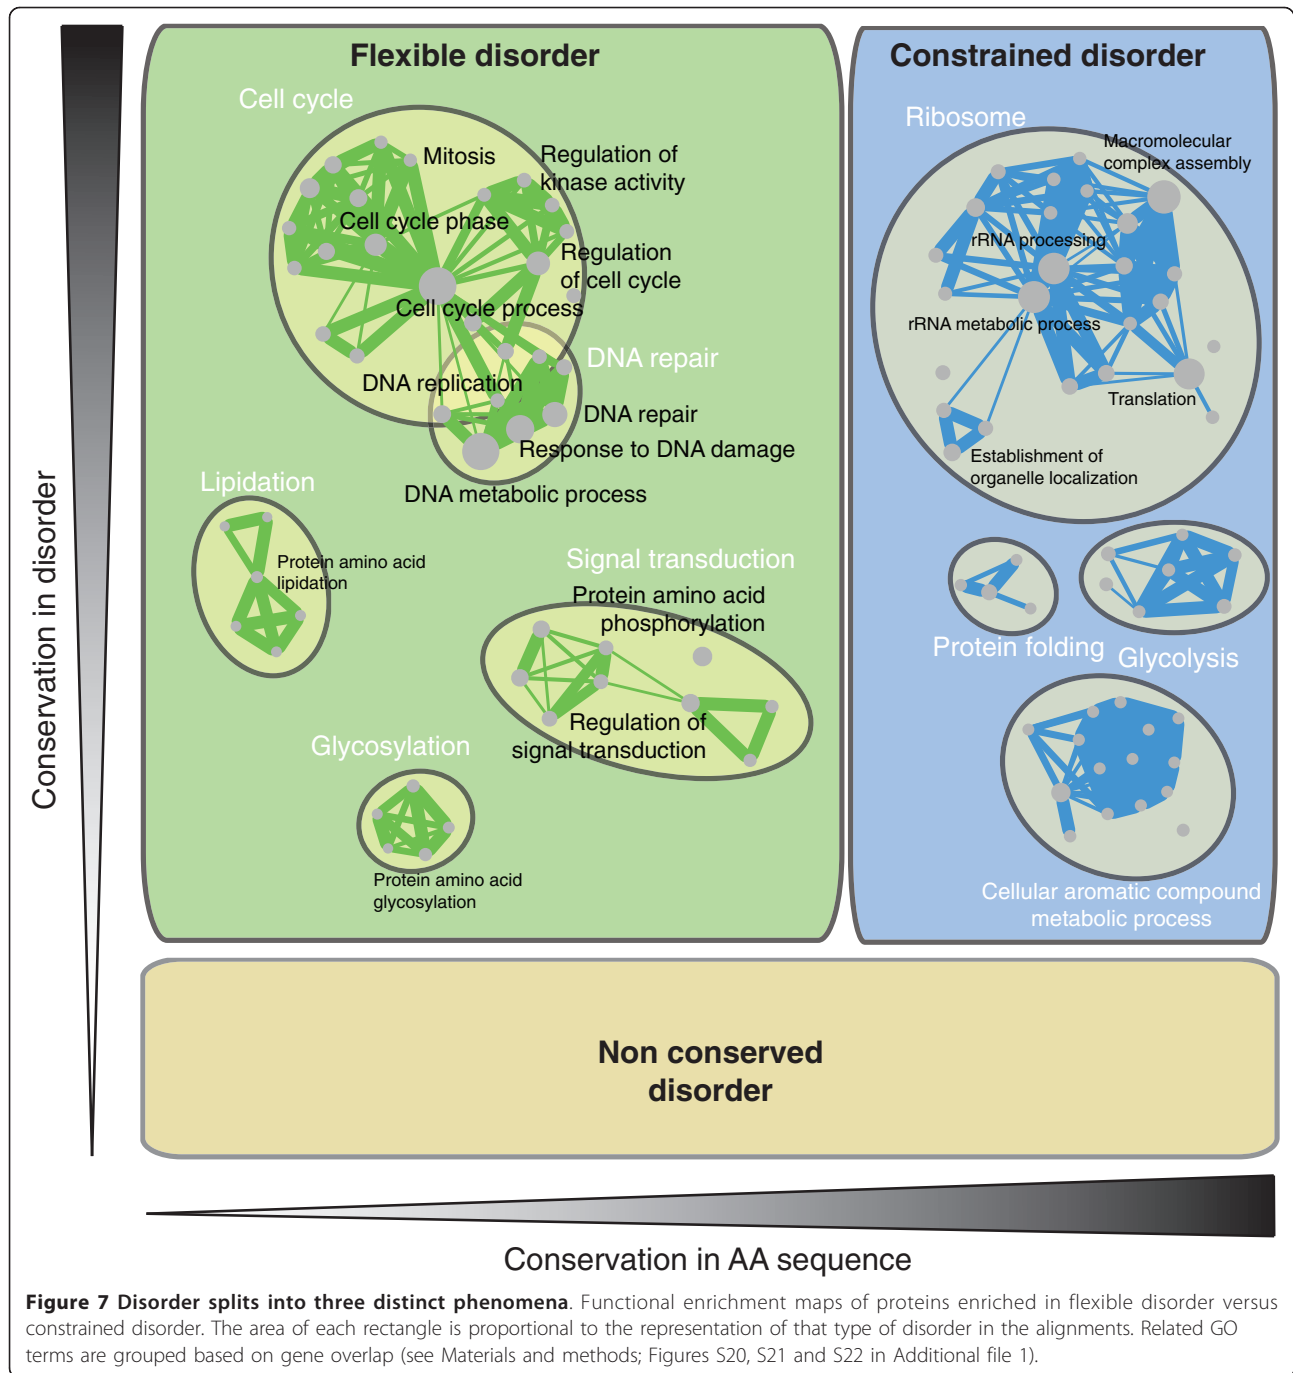 Flexible disorder
Cell cycle
Mitosis
Regulation of
kinase activity
Cell cycle phase
Regulation
of cell cycle
Cell cycle process
DNA repair
DNA replication
DNA repair
Response to DNA damage
DNA metabolic process
Lipidation
Protein amino acid
lipidation
Signal transduction
Protein amino acid
phosphorylation
Regulation of
signal transduction
Glycosylation
Protein amino acid
glycosylation
Constrained disorder
Ribosome
Macromolecular
complex assembly
rRNA processing
rRNA metabolic process
Translation
Establishment of
organelle localization
Protein folding
Glycolysis
Cellular aromatic compound
metabolic process
Non conserved
disorder
Conservation in disorder
Conservation in AA sequence
Figure 7 Disorder splits into three distinct phenomena. Functional enrichment maps of proteins enriched in flexible disorder versus
constrained disorder. The area of each rectangle is proportional to the representation of that type of disorder in the alignments. Related GO
terms are grouped based on gene overlap (see Materials and methods; Figures S20, S21 and S22 in Additional file 1).